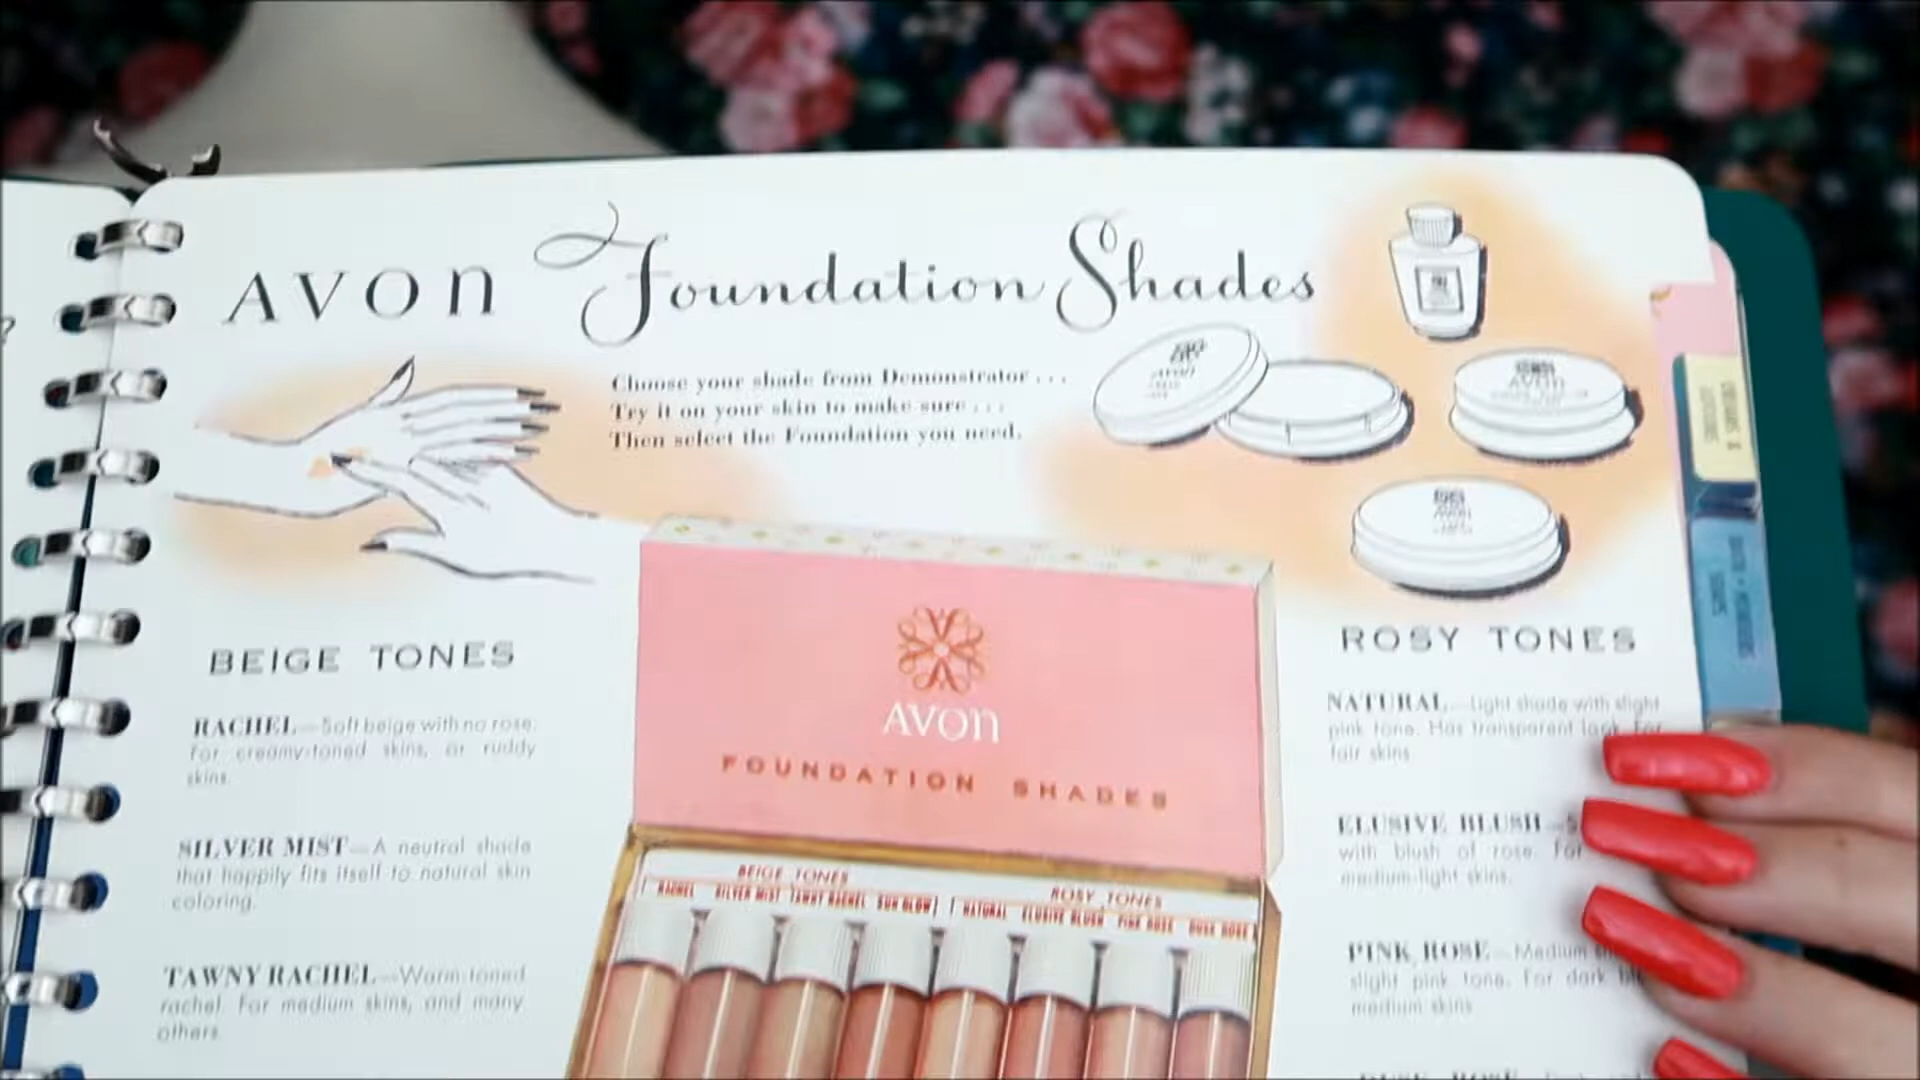 AVON Foundation Shades
Choose your shade from Demonstrator...
Try it on your skin to make sure...
Then select the Foundation you need.
AVON
AVON
BEIGE TONES
RACHEL—Soft beige with no rose.
For creamy-toned skins, or ruddy
skins.
SILVER MIST—A neutral shade
that happily fits itself to natural skin
coloring.
TAWNY RACHEL—Warm-toned
rachel. For medium skins, and many
others.
AVON
FOUNDATION SHADES
BEIGE TONES
RACHEL SILVER MIST TAWNY RACHEL SUN GLOW
ROSY TONES
NATURAL ELUSIVE BLUSH PINK ROSE DUSK ROSE
ROSY TONES
NATURAL—Light shade with slight
pink tone. Has transparent look. For
fair skins.
ELUSIVE BLUSH—S
with blush of rose. For
medium-light skins.
PINK ROSE—Medium
slight pink tone. For dark
medium skins.
DUSK ROSE